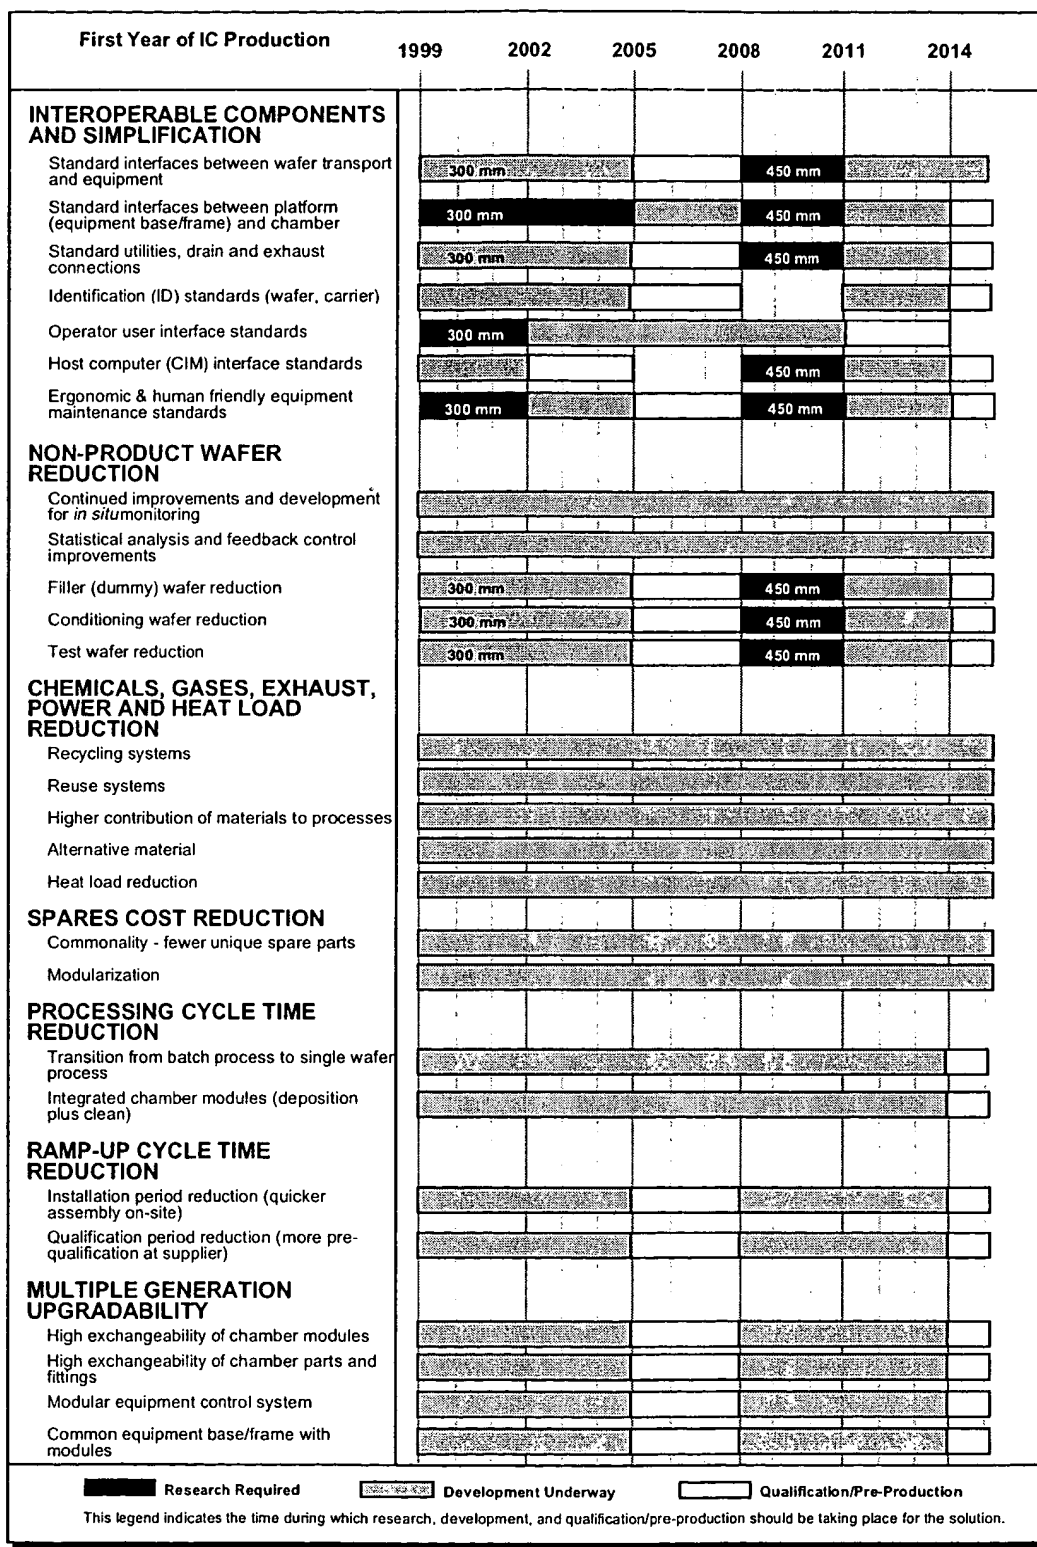 First Year of IC Production
1999 2002 2005 2008 2011 2014
INTEROPERABLE COMPONENTS
AND SIMPLIFICATION
Standard interfaces between wafer transport
and equipment
300 mm 450 mm
Standard interfaces between platform
(equipment base/frame) and chamber
300 mm 450 mm
Standard utilities, drain and exhaust
connections
300 mm 450 mm
Identification (ID) standards (wafer, carrier)
Operator user interface standards
300 mm
Host computer (CIM) interface standards
450 mm
Ergonomic & human friendly equipment
maintenance standards
300 mm 450 mm
NON-PRODUCT WAFER
REDUCTION
Continued improvements and development
for in situmonitoring
Statistical analysis and feedback control
improvements
Filler (dummy) wafer reduction
300 mm 450 mm
Conditioning wafer reduction
300 mm 450 mm
Test wafer reduction
300 mm 450 mm
CHEMICALS, GASES, EXHAUST,
POWER AND HEAT LOAD
REDUCTION
Recycling systems
Reuse systems
Higher contribution of materials to processes
Alternative material
Heat load reduction
SPARES COST REDUCTION
Commonality - fewer unique spare parts
Modularization
PROCESSING CYCLE TIME
REDUCTION
Transition from batch process to single wafer
process
Integrated chamber modules (deposition
plus clean)
RAMP-UP CYCLE TIME
REDUCTION
Installation period reduction (quicker
assembly on-site)
Qualification period reduction (more pre-
qualification at supplier)
MULTIPLE GENERATION
UPGRADABILITY
High exchangeability of chamber modules
High exchangeability of chamber parts and
fittings
Modular equipment control system
Common equipment base/frame with
modules
Research Required Development Underway Qualification/Pre-Production
This legend indicates the time during which research, development, and qualification/pre-production should be taking place for the solution.